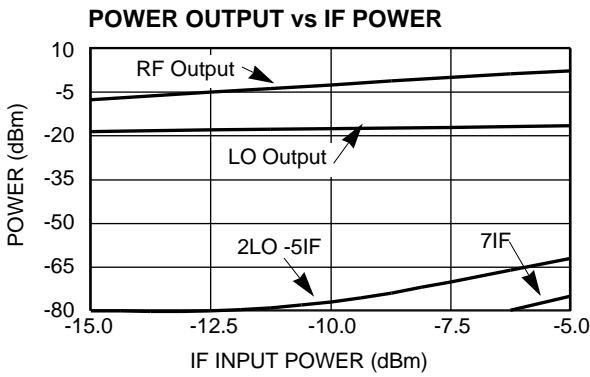 POWER OUTPUT vs IF POWER
10
-5
-20
-35
-50
-65
-80
POWER (dBm)
RF Output
LO Output
2LO -5IF
7IF
-15.0 -12.5 -10.0 -7.5 -5.0
IF INPUT POWER (dBm)